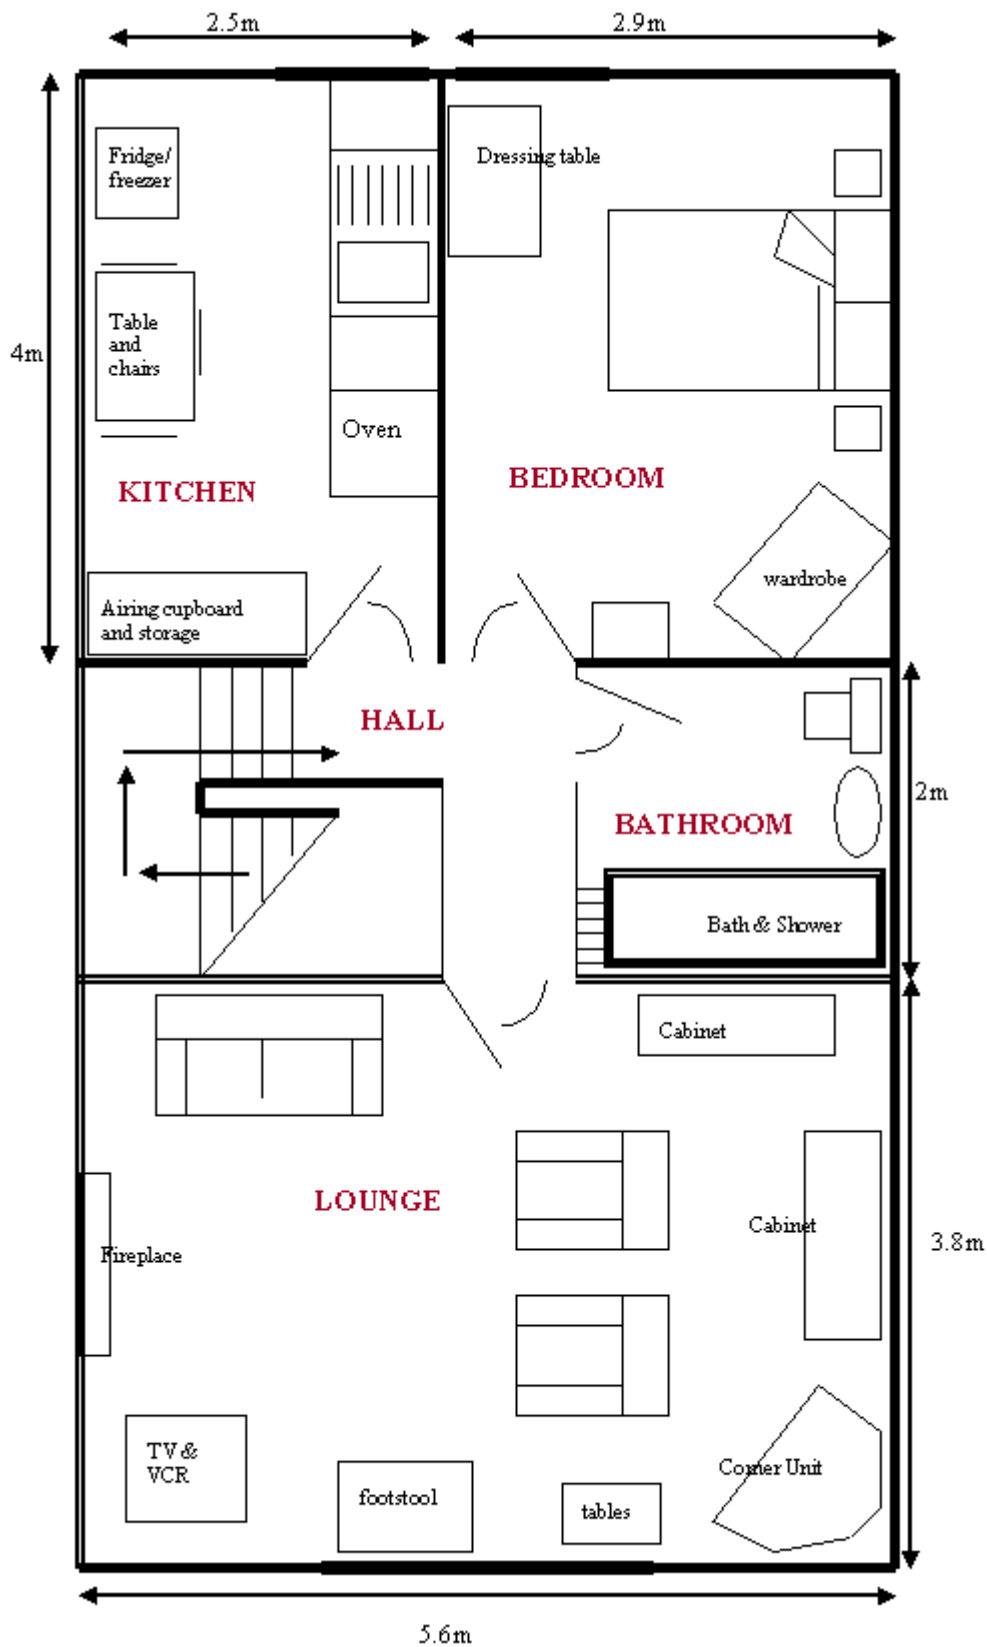 2.5m
2.9m
Fridge/
freezer
Dressing table
Table
and
chairs
4m
Oven
KITCHEN
BEDROOM
wardrobe
Airing cupboard
and storage
HALL
2m
BATHROOM
Bath & Shower
Cabinet
LOUNGE
Cabinet
Fireplace
3.8m
TV &
VCR
Corner Unit
footstool
tables
5.6m